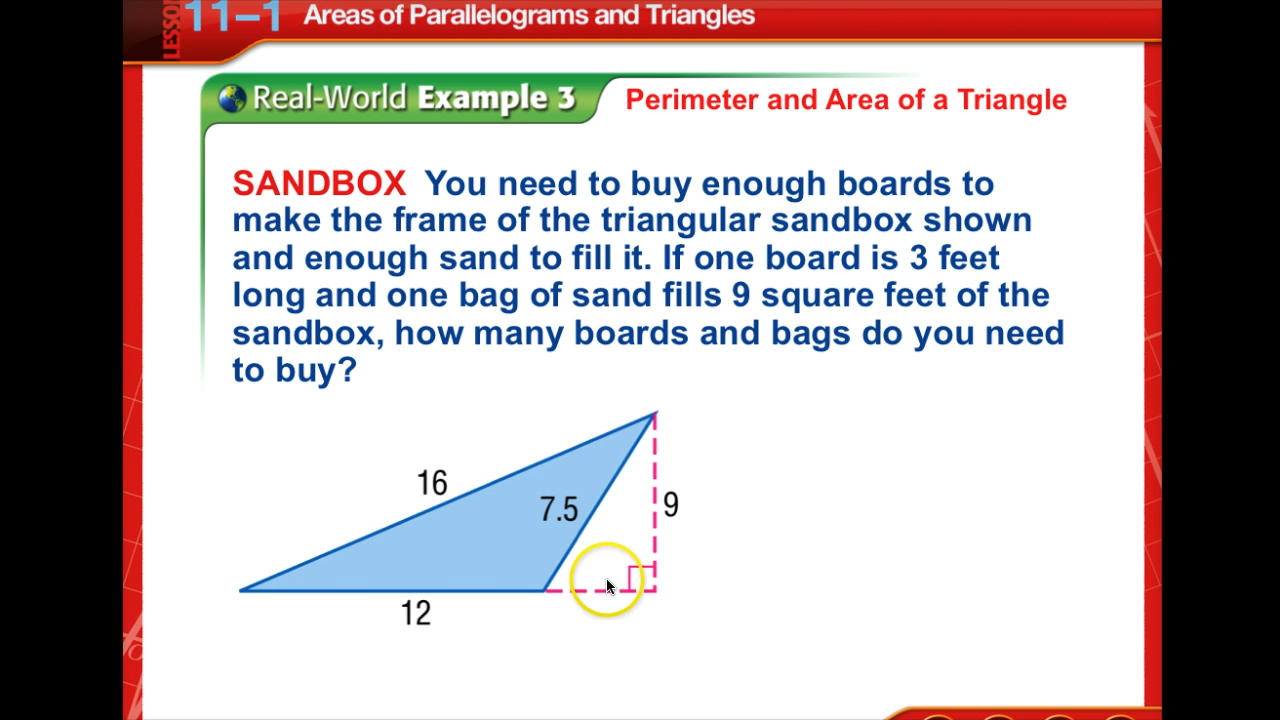 LESSON 11–1 Areas of Parallelograms and Triangles
Real-World Example 3 Perimeter and Area of a Triangle
SANDBOX You need to buy enough boards to
make the frame of the triangular sandbox shown
and enough sand to fill it. If one board is 3 feet
long and one bag of sand fills 9 square feet of the
sandbox, how many boards and bags do you need
to buy?
16
7.5
9
12